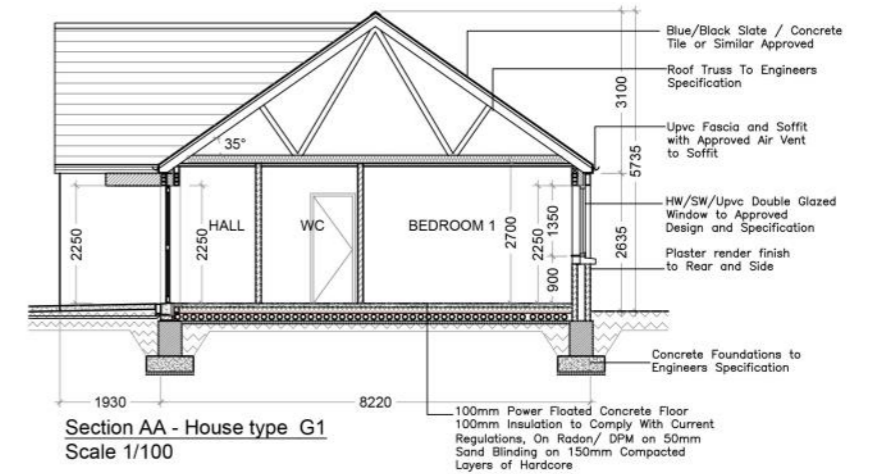 Blue/Black Slate / Concrete
Tile or Similar Approved
Roof Truss To Engineers
Specification
3100
Upvc Fascia and Soffit
with Approved Air Vent
to Soffit
5735
35°
HW/SW/Upvc Double Glazed
Window to Approved
Design and Specification
HALL
WC
BEDROOM 1
2250
2250
2700
2250
1350
900
2635
Plaster render finish
to Rear and Side
Concrete Foundations to
Engineers Specification
1930
8220
100mm Power Floated Concrete Floor
100mm Insulation to Comply With Current
Regulations, On Radon/ DPM on 50mm
Sand Blinding on 150mm Compacted
Layers of Hardcore
Section AA - House type G1
Scale 1/100